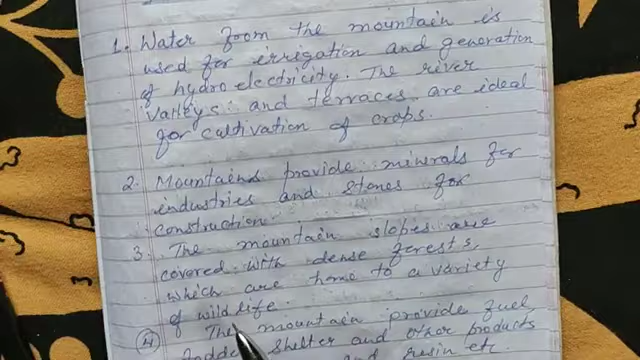 1. Water from the mountain is
used for irrigation and generation
of hydroelectricity. The river
valleys and terraces are ideal
for cultivation of crops.
2. Mountains provide minerals for
industries and stones for
construction.
3. The mountain slopes are
covered with dense forests,
which are home to a variety
of wildlife.
4 The mountain provide fuel
fodder shelter and other products
and resin etc.